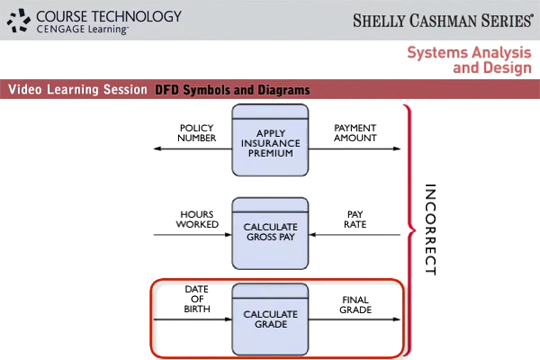 COURSE TECHNOLOGY
CENGAGE Learning™
SHELLY CASHMAN SERIES®
Systems Analysis
and Design
Video Learning Session DFD Symbols and Diagrams
POLICY
NUMBER
APPLY
INSURANCE
PREMIUM
PAYMENT
AMOUNT
HOURS
WORKED
CALCULATE
GROSS PAY
PAY
RATE
DATE
OF
BIRTH
CALCULATE
GRADE
FINAL
GRADE
INCORRECT